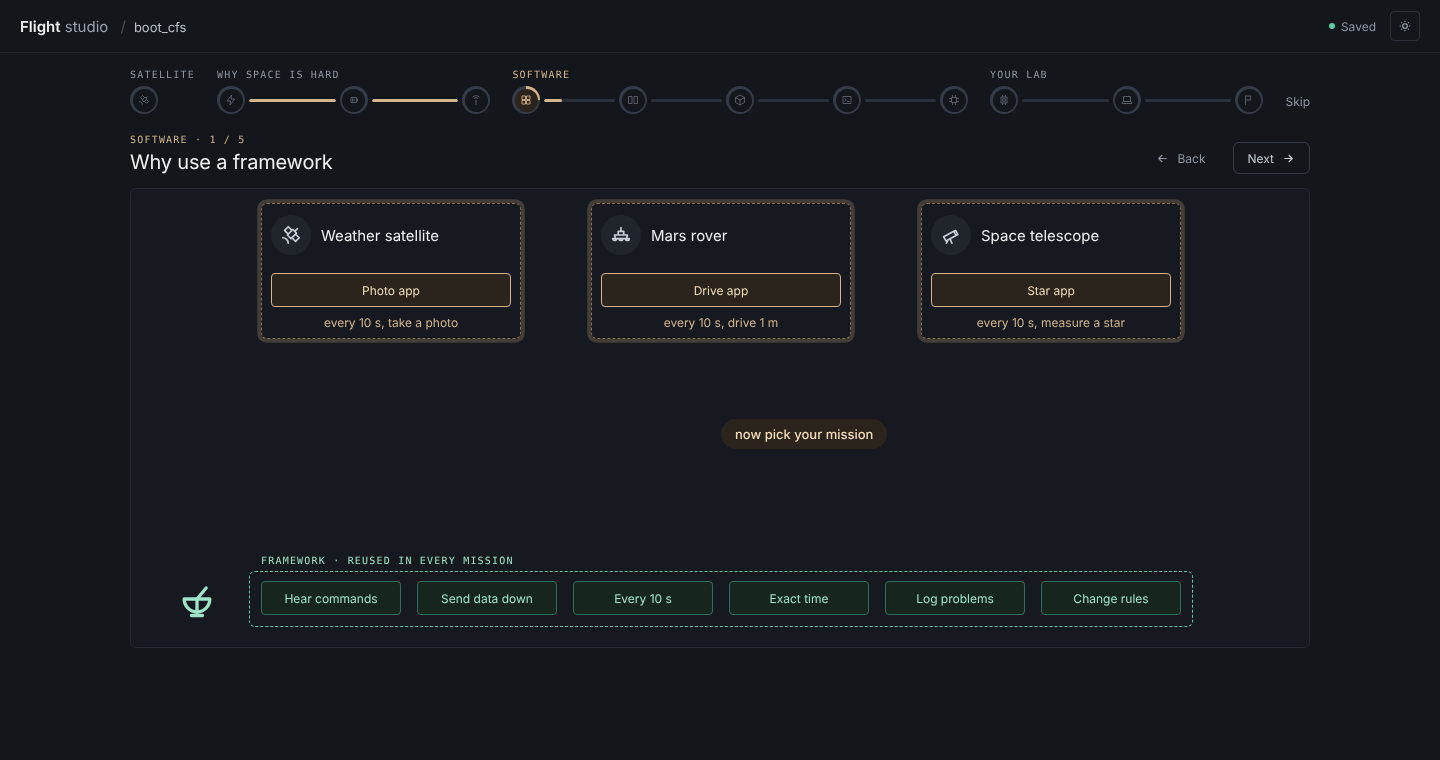 Flight studio / boot_cfs
Saved
SATELLITE
WHY SPACE IS HARD
SOFTWARE
YOUR LAB
Skip
SOFTWARE · 1 / 5
Why use a framework
← Back
Next →
Weather satellite
Mars rover
Space telescope
Photo app
Drive app
Star app
every 10 s, take a photo
every 10 s, drive 1 m
every 10 s, measure a star
now pick your mission
FRAMEWORK · REUSED IN EVERY MISSION
Hear commands
Send data down
Every 10 s
Exact time
Log problems
Change rules